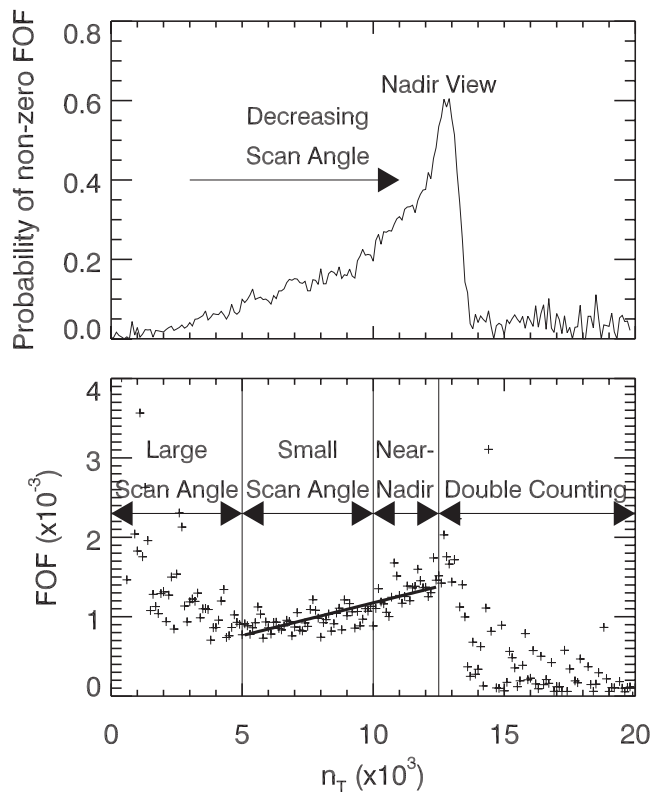 0.8
0.6
0.4
0.2
0.0
Probability of non-zero FOF
Nadir View
Decreasing
Scan Angle
4
3
2
1
0
FOF (x10⁻³)
Large
Scan Angle
Small
Scan Angle
Near-
Nadir
Double Counting
0 5 10 15 20
n_T (x10³)